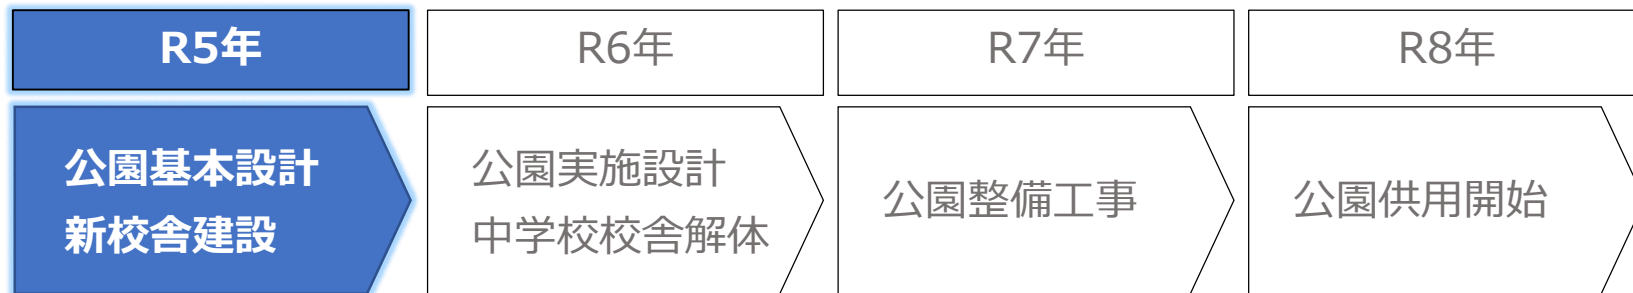 R5年
R6年
R7年
R8年
公園基本設計
新校舎建設
公園実施設計
中学校校舎解体
公園整備工事
公園供用開始